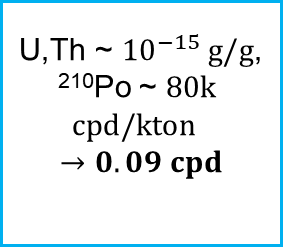 U,Th ~ 10⁻¹⁵ g/g,
²¹⁰Po ~ 80k
cpd/kton
→ 0.09 cpd